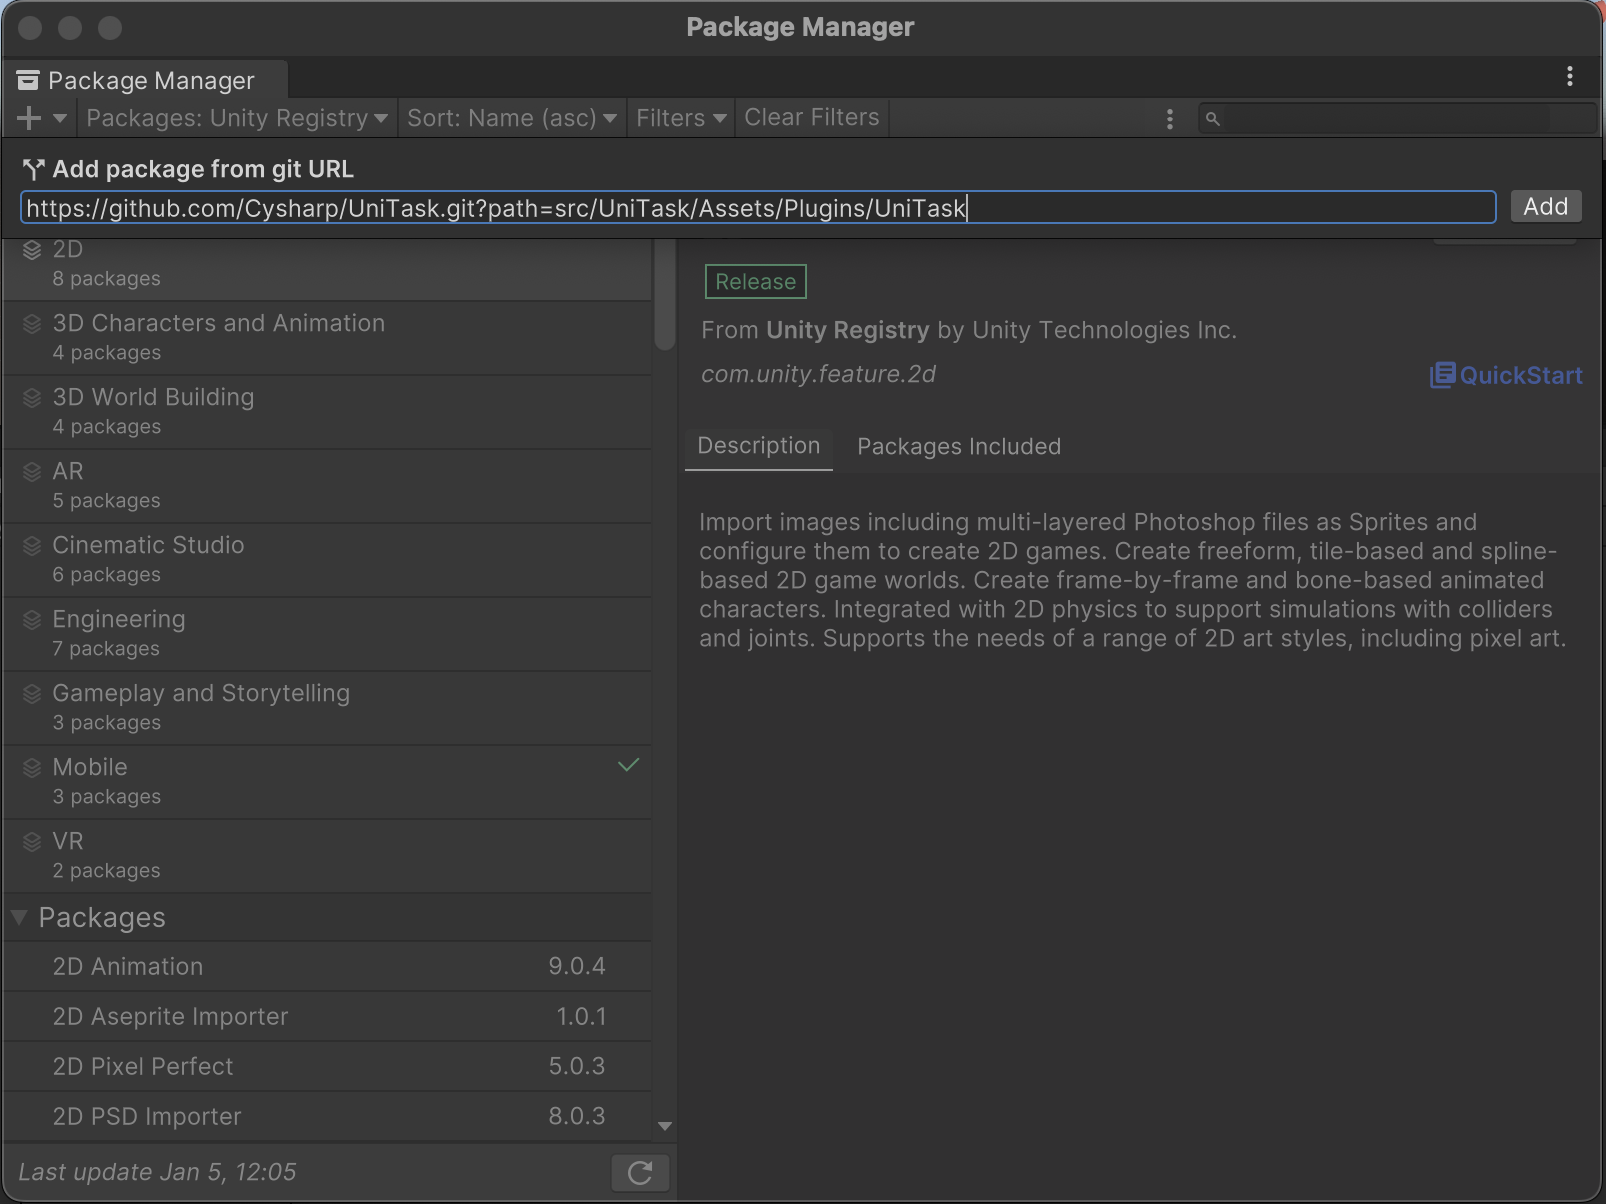 Package Manager
Package Manager
Packages: Unity Registry Sort: Name (asc) Filters Clear Filters
Add package from git URL
https://github.com/Cysharp/UniTask.git?path=src/UniTask/Assets/Plugins/UniTask Add
2D
8 packages
3D Characters and Animation
4 packages
3D World Building
4 packages
AR
5 packages
Cinematic Studio
6 packages
Engineering
7 packages
Gameplay and Storytelling
3 packages
Mobile
3 packages
VR
2 packages
Packages
2D Animation 9.0.4
2D Aseprite Importer 1.0.1
2D Pixel Perfect 5.0.3
2D PSD Importer 8.0.3
Last update Jan 5, 12:05
Release
From Unity Registry by Unity Technologies Inc.
com.unity.feature.2d
QuickStart
Description Packages Included
Import images including multi-layered Photoshop files as Sprites and
configure them to create 2D games. Create freeform, tile-based and spline-
based 2D game worlds. Create frame-by-frame and bone-based animated
characters. Integrated with 2D physics to support simulations with colliders
and joints. Supports the needs of a range of 2D art styles, including pixel art.